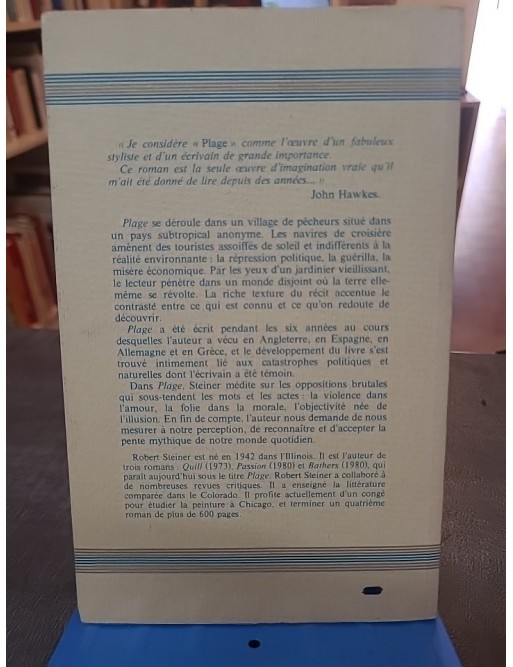 « Je considère « Plage » comme l'œuvre d'un fabuleux
styliste et d'un écrivain de grande importance.
Ce roman est la seule œuvre d'imagination vraie qu'il
m'ait été donné de lire depuis des années... »
John Hawkes.
Plage se déroule dans un village de pêcheurs situé dans
un pays subtropical anonyme. Les navires de croisière
amènent des touristes assoiffés de soleil et indifférents à la
réalité environnante : la répression politique, la guérilla, la
misère économique. Par les yeux d'un jardinier vieillissant,
le lecteur pénètre dans un monde disjoint où la terre elle-
même se révolte. La riche texture du récit accentue le
contraste entre ce qui est connu et ce qu'on redoute de
découvrir.
Plage a été écrit pendant les six années au cours
desquelles l'auteur a vécu en Angleterre, en Espagne, en
Allemagne et en Grèce, et le développement du livre s'est
trouvé intimement lié aux catastrophes politiques et
naturelles dont l'écrivain a été témoin.
Dans Plage, Steiner médite sur les oppositions brutales
qui sous-tendent les mots et les actes : la violence dans
l'amour, la folie dans la morale, l'objectivité née de
l'illusion. En fin de compte, l'auteur nous demande de nous
mesurer à notre perception, de reconnaître et d'accepter la
pente mythique de notre monde quotidien.
Robert Steiner est né en 1942 dans l'Illinois. Il est l'auteur de
trois romans : Quill (1973), Passion (1980) et Bathers (1980), qui
paraît aujourd'hui sous le titre Plage. Robert Steiner a collaboré à
de nombreuses revues critiques. Il a enseigné la littérature
comparée dans le Colorado. Il profite actuellement d'un congé
pour étudier la peinture à Chicago, et terminer un quatrième
roman de plus de 600 pages.